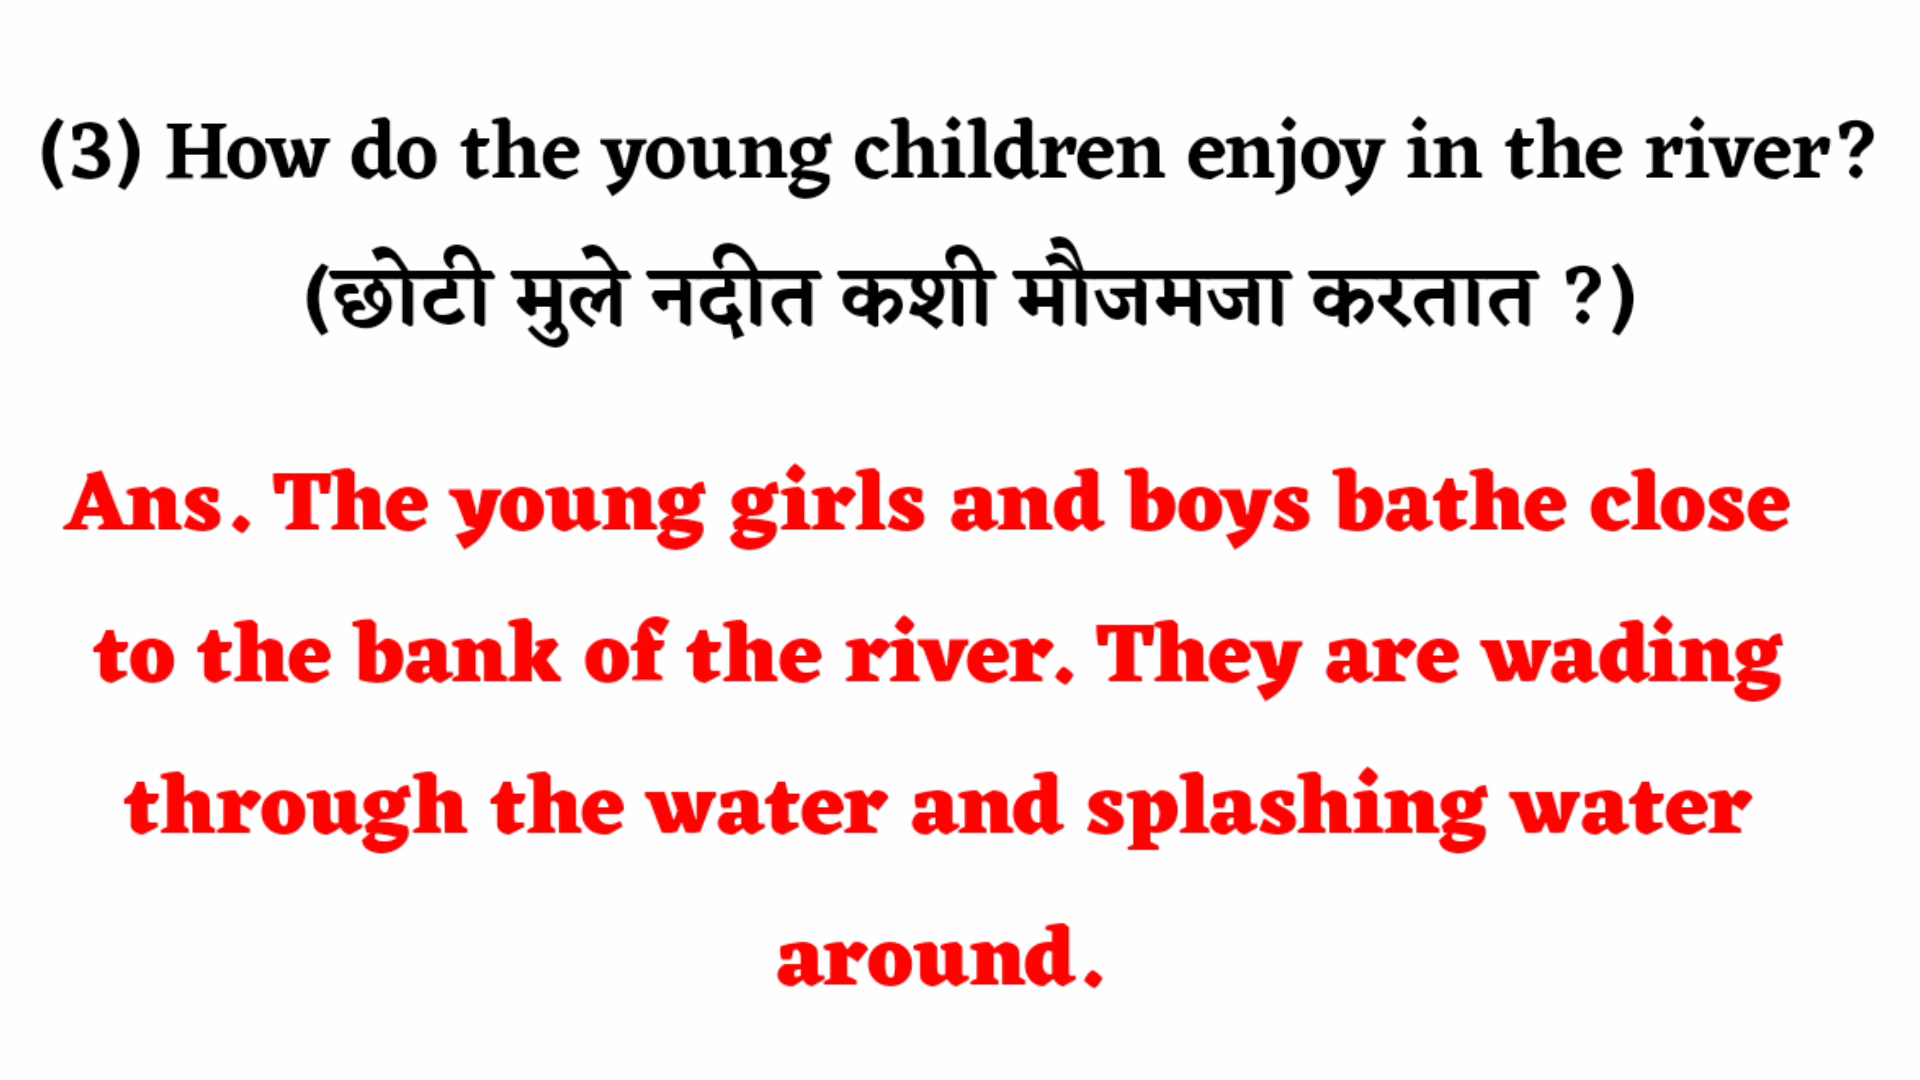 (3) How do the young children enjoy in the river?
(छोटी मुले नदीत कशी मौजमजा करतात ?)
Ans. The young girls and boys bathe close
to the bank of the river. They are wading
through the water and splashing water
around.